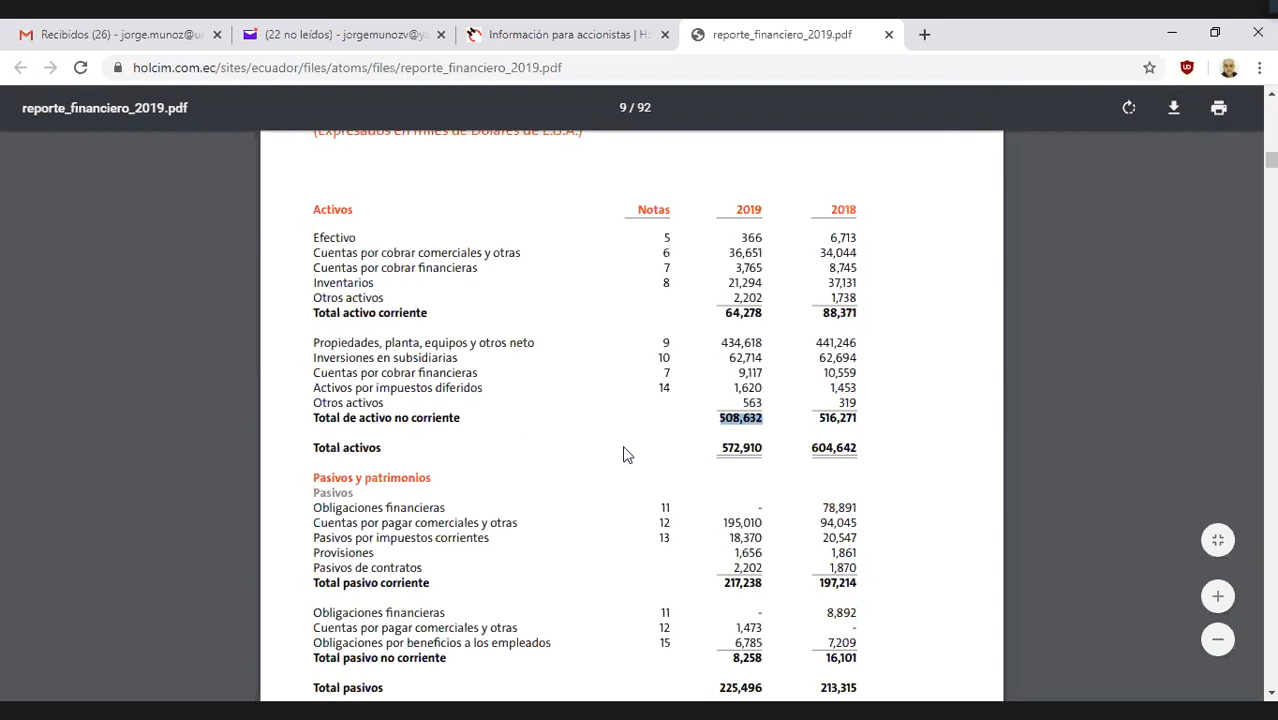 Recibidos (26) - jorge.munoz@u
(22 no leídos) - jorgemunozv@y
Información para accionistas | Ho
reporte_financiero_2019.pdf
holcim.com.ec/sites/ecuador/files/atoms/files/reporte_financiero_2019.pdf
reporte_financiero_2019.pdf 9 / 92
(Expresados en miles de Dólares de E.U.A.)
Activos Notas 2019 2018
Efectivo 5 366 6,713
Cuentas por cobrar comerciales y otras 6 36,651 34,044
Cuentas por cobrar financieras 7 3,765 8,745
Inventarios 8 21,294 37,131
Otros activos 2,202 1,738
Total activo corriente 64,278 88,371
Propiedades, planta, equipos y otros neto 9 434,618 441,246
Inversiones en subsidiarias 10 62,714 62,694
Cuentas por cobrar financieras 7 9,117 10,559
Activos por impuestos diferidos 14 1,620 1,453
Otros activos 563 319
Total de activo no corriente 508,632 516,271
Total activos 572,910 604,642
Pasivos y patrimonios
Pasivos
Obligaciones financieras 11 - 78,891
Cuentas por pagar comerciales y otras 12 195,010 94,045
Pasivos por impuestos corrientes 13 18,370 20,547
Provisiones 1,656 1,861
Pasivos de contratos 2,202 1,870
Total pasivo corriente 217,238 197,214
Obligaciones financieras 11 - 8,892
Cuentas por pagar comerciales y otras 12 1,473 -
Obligaciones por beneficios a los empleados 15 6,785 7,209
Total pasivo no corriente 8,258 16,101
Total pasivos 225,496 213,315